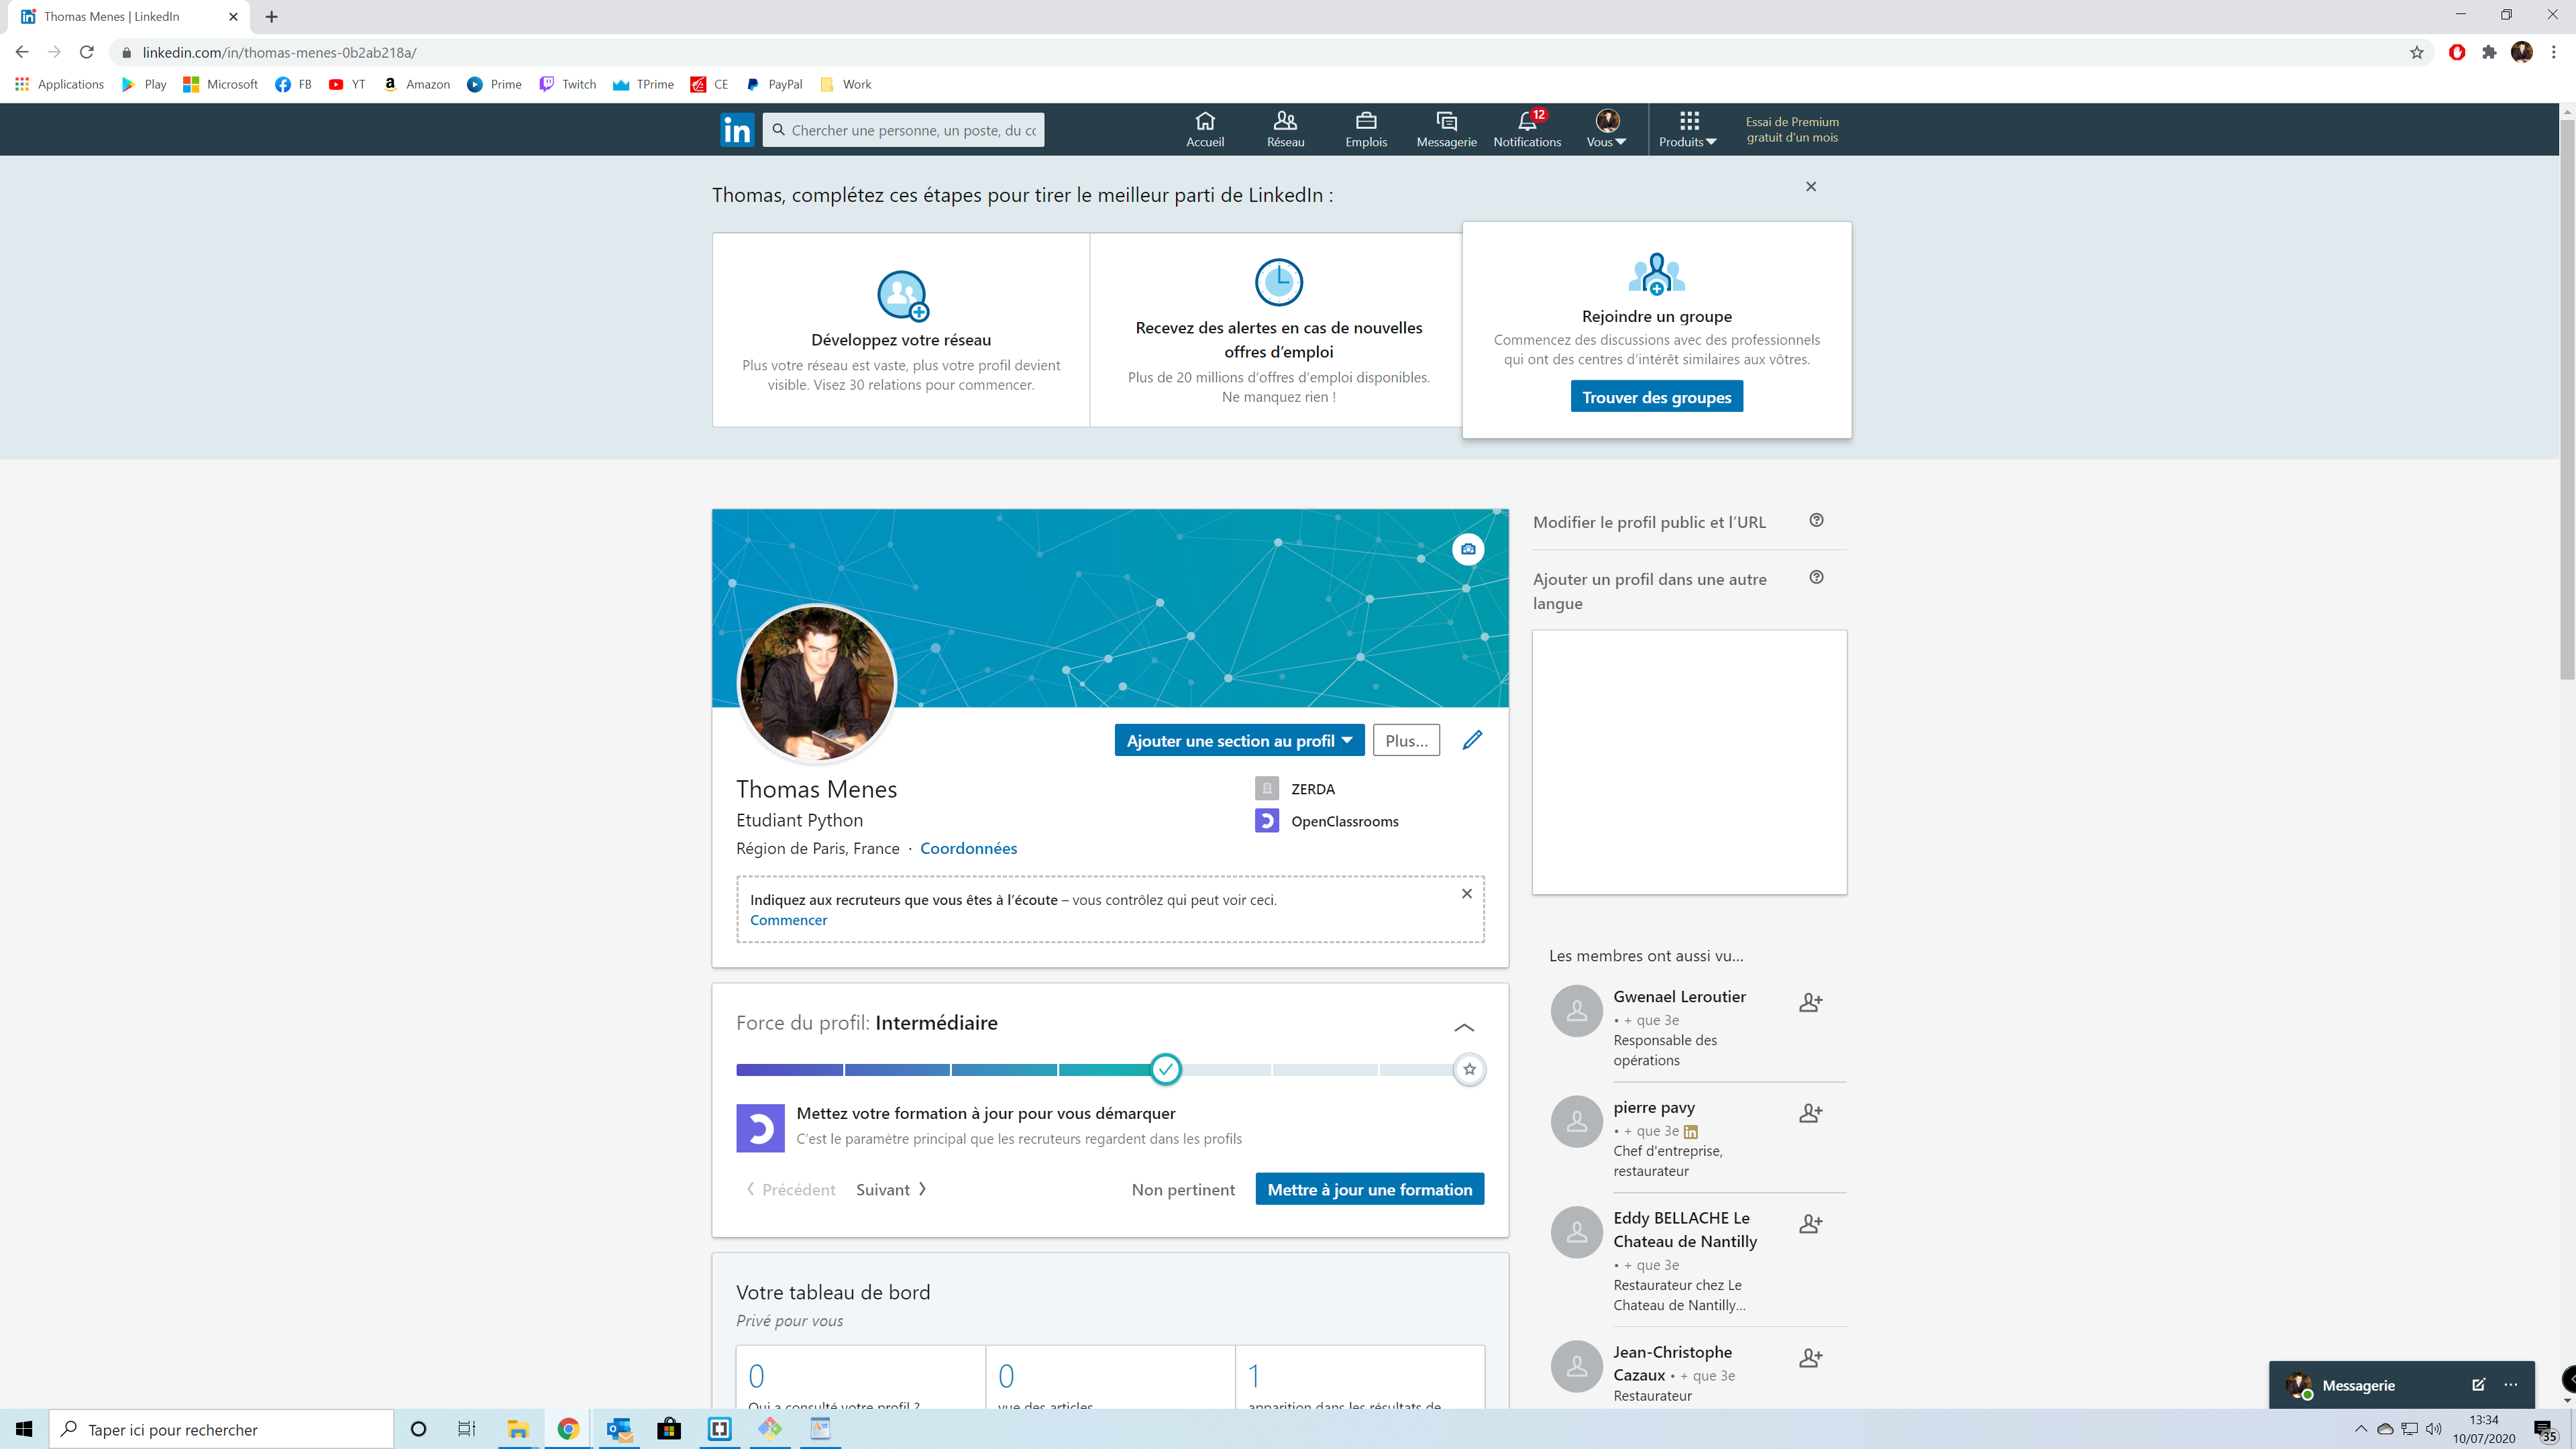 Thomas Menes | LinkedIn
linkedin.com/in/thomas-menes-0b2ab218a/
Applications Play Microsoft FB YT Amazon Prime Twitch TPrime CE PayPal Work
in Chercher une personne, un poste, du co
Accueil Réseau Emplois Messagerie 12 Notifications Vous Produits
Essai de Premium
gratuit d'un mois
Thomas, complétez ces étapes pour tirer le meilleur parti de LinkedIn :
Développez votre réseau
Plus votre réseau est vaste, plus votre profil devient
visible. Visez 30 relations pour commencer.
Recevez des alertes en cas de nouvelles
offres d'emploi
Plus de 20 millions d'offres d'emploi disponibles.
Ne manquez rien !
Rejoindre un groupe
Commencez des discussions avec des professionnels
qui ont des centres d'intérêt similaires aux vôtres.
Trouver des groupes
Ajouter une section au profil Plus...
Thomas Menes
Etudiant Python
Région de Paris, France · Coordonnées
ZERDA
OpenClassrooms
Indiquez aux recruteurs que vous êtes à l'écoute – vous contrôlez qui peut voir ceci.
Commencer
Force du profil: Intermédiaire
Mettez votre formation à jour pour vous démarquer
C'est le paramètre principal que les recruteurs regardent dans les profils
Précédent Suivant Non pertinent Mettre à jour une formation
Votre tableau de bord
Privé pour vous
0
Qui a consulté votre profil ?
0
vue des articles
1
apparition dans les résultats de
Modifier le profil public et l'URL
Ajouter un profil dans une autre
langue
Les membres ont aussi vu...
Gwenael Leroutier
• + que 3e
Responsable des
opérations
pierre pavy
• + que 3e in
Chef d'entreprise,
restaurateur
Eddy BELLACHE Le
Chateau de Nantilly
• + que 3e
Restaurateur chez Le
Chateau de Nantilly...
Jean-Christophe
Cazaux • + que 3e
Restaurateur
Messagerie
Taper ici pour rechercher
13:34
10/07/2020
35